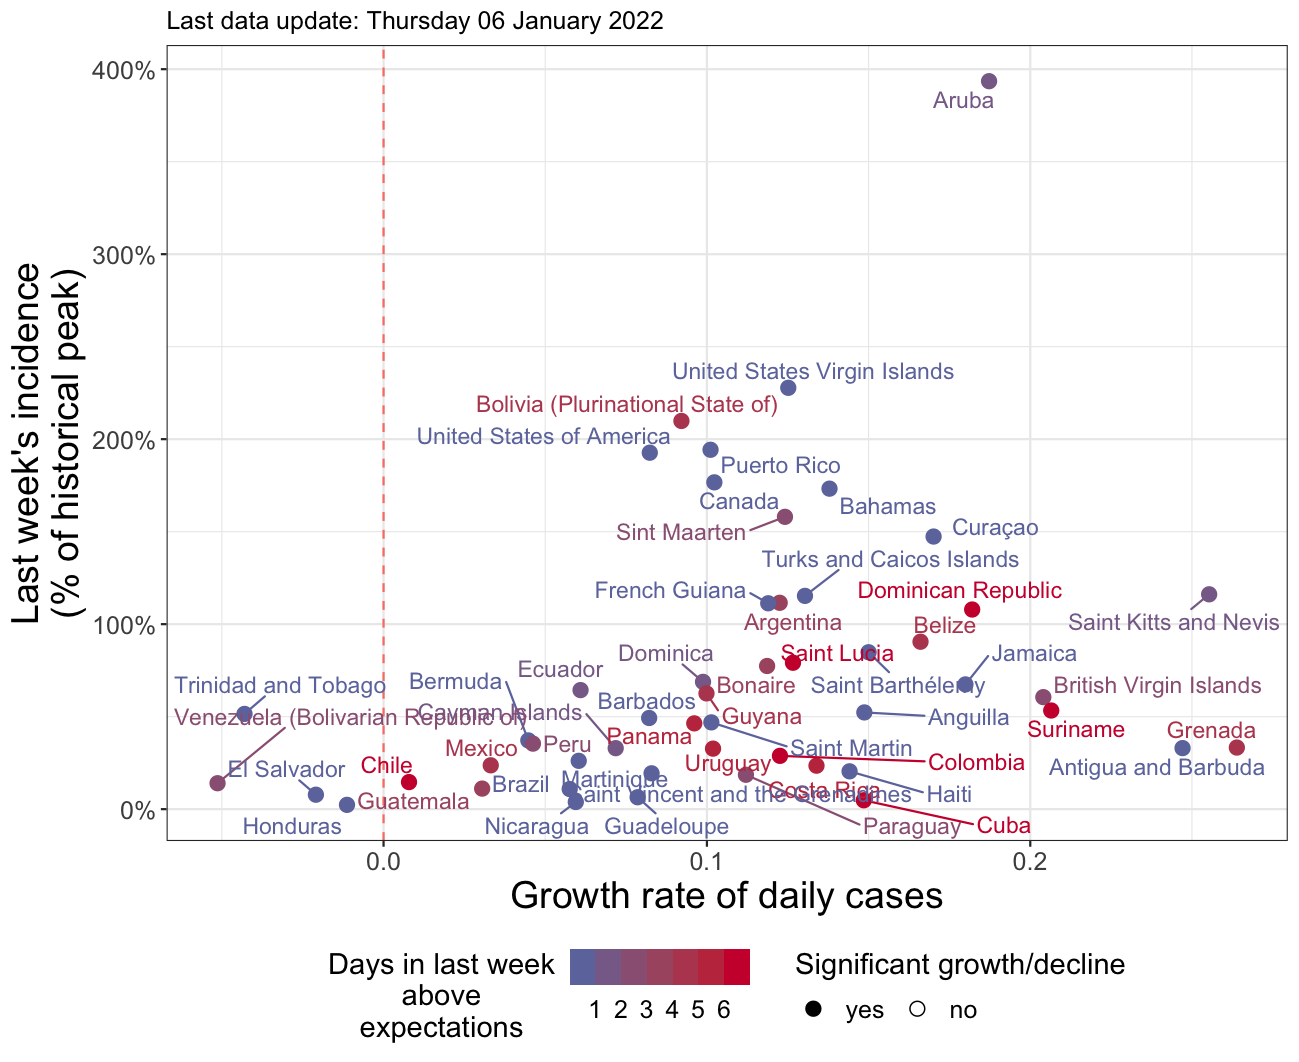 Last data update: Thursday 06 January 2022
400%
300%
200%
100%
0%
Last week's incidence
(% of historical peak)
Aruba
United States Virgin Islands
Bolivia (Plurinational State of)
United States of America
Puerto Rico
Canada
Bahamas
Sint Maarten
Curaçao
Turks and Caicos Islands
French Guiana
Dominican Republic
Argentina
Belize
Saint Kitts and Nevis
Dominica
Saint Lucia
Jamaica
Ecuador
Trinidad and Tobago
Bermuda
Bonaire
Saint Barthélemy
British Virgin Islands
Barbados
Venezuela (Bolivarian Republic of)
Cayman Islands
Guyana
Anguilla
Panama
Suriname
Grenada
Mexico
Peru
Saint Martin
Chile
El Salvador
Uruguay
Colombia
Antigua and Barbuda
Brazil
Martinique
Costa Rica
Saint Vincent and the Grenadines
Haiti
Guatemala
Honduras
Nicaragua
Guadeloupe
Paraguay
Cuba
0.0
0.1
0.2
Growth rate of daily cases
Days in last week
above
expectations
1 2 3 4 5 6
Significant growth/decline
yes
no